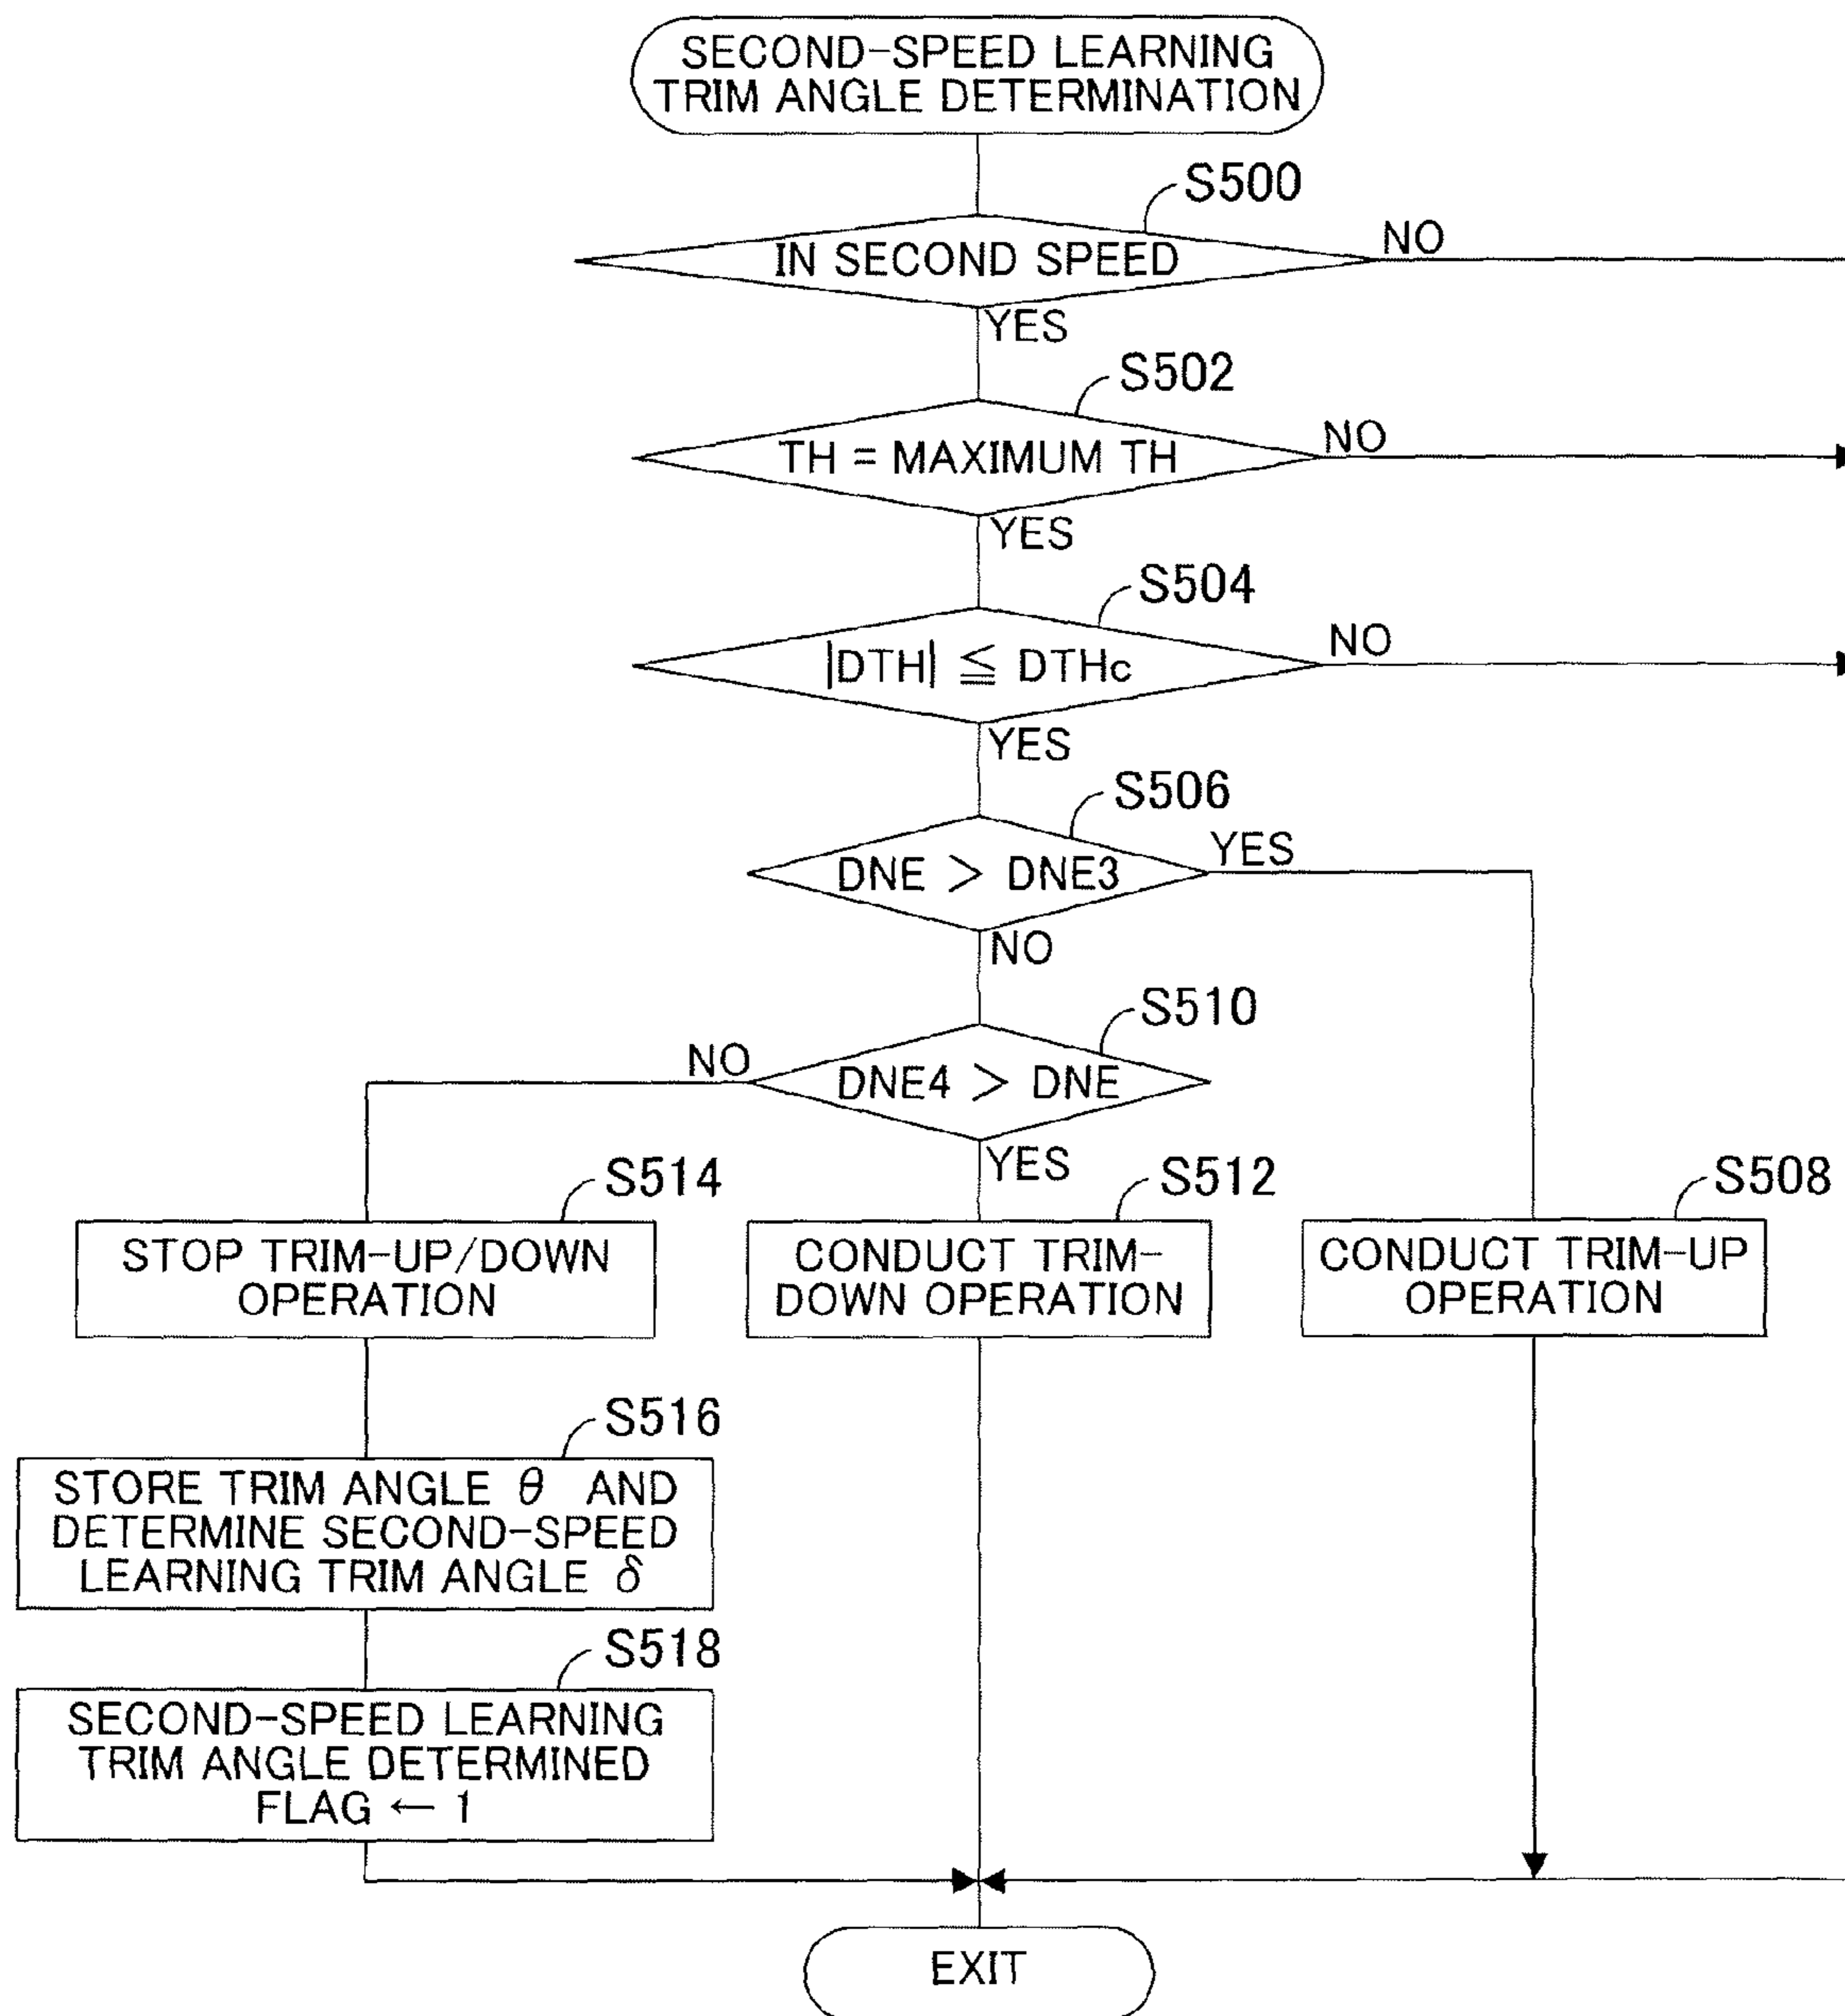 SECOND-SPEED LEARNING
TRIM ANGLE DETERMINATION
S500
IN SECOND SPEED
NO
YES
S502
TH = MAXIMUM TH
NO
YES
S504
|DTH| ≦ DTHc
NO
YES
S506
DNE > DNE3
YES
NO
S510
DNE4 > DNE
NO
YES
S514
STOP TRIM-UP/DOWN
OPERATION
S512
CONDUCT TRIM-
DOWN OPERATION
S508
CONDUCT TRIM-UP
OPERATION
S516
STORE TRIM ANGLE θ AND
DETERMINE SECOND-SPEED
LEARNING TRIM ANGLE δ
S518
SECOND-SPEED LEARNING
TRIM ANGLE DETERMINED
FLAG ← 1
EXIT